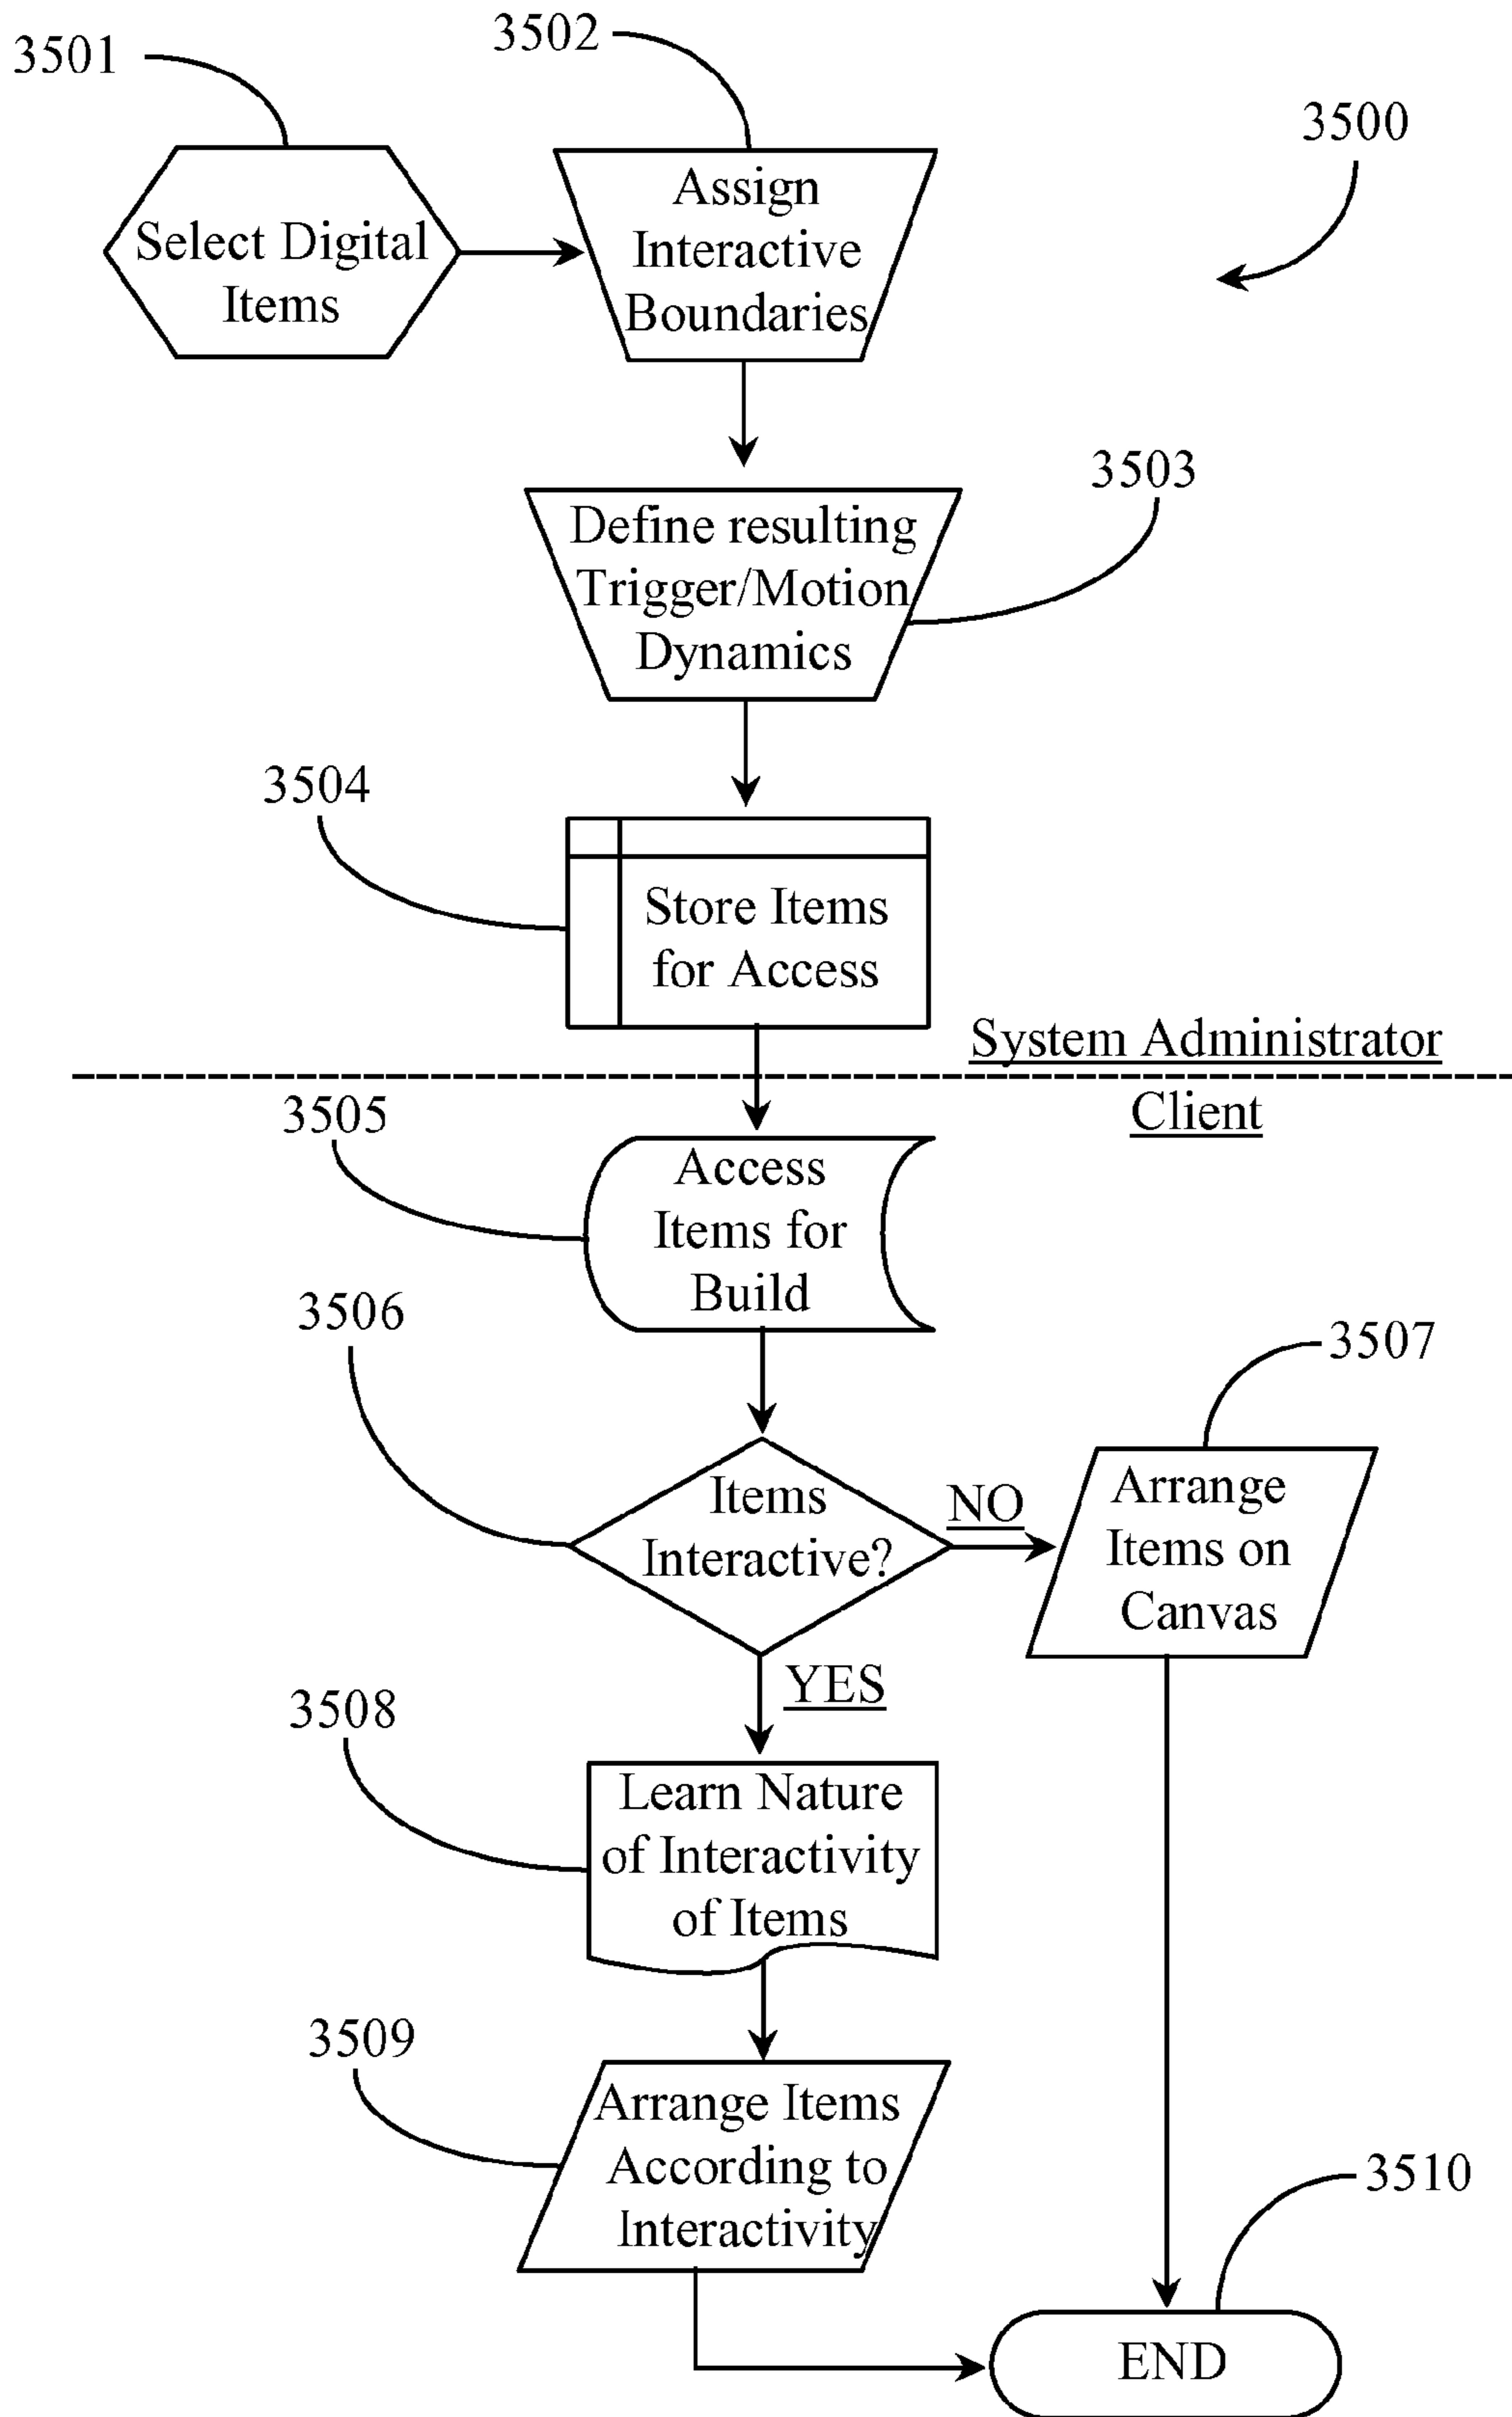 3501
3502
3500
Select Digital
Items
Assign
Interactive
Boundaries
3503
Define resulting
Trigger/Motion
Dynamics
3504
Store Items
for Access
System Administrator
Client
3505
Access
Items for
Build
3506
3507
Items
Interactive?
NO
Arrange
Items on
Canvas
YES
3508
Learn Nature
of Interactivity
of Items
3509
Arrange Items
According to
Interactivity
3510
END